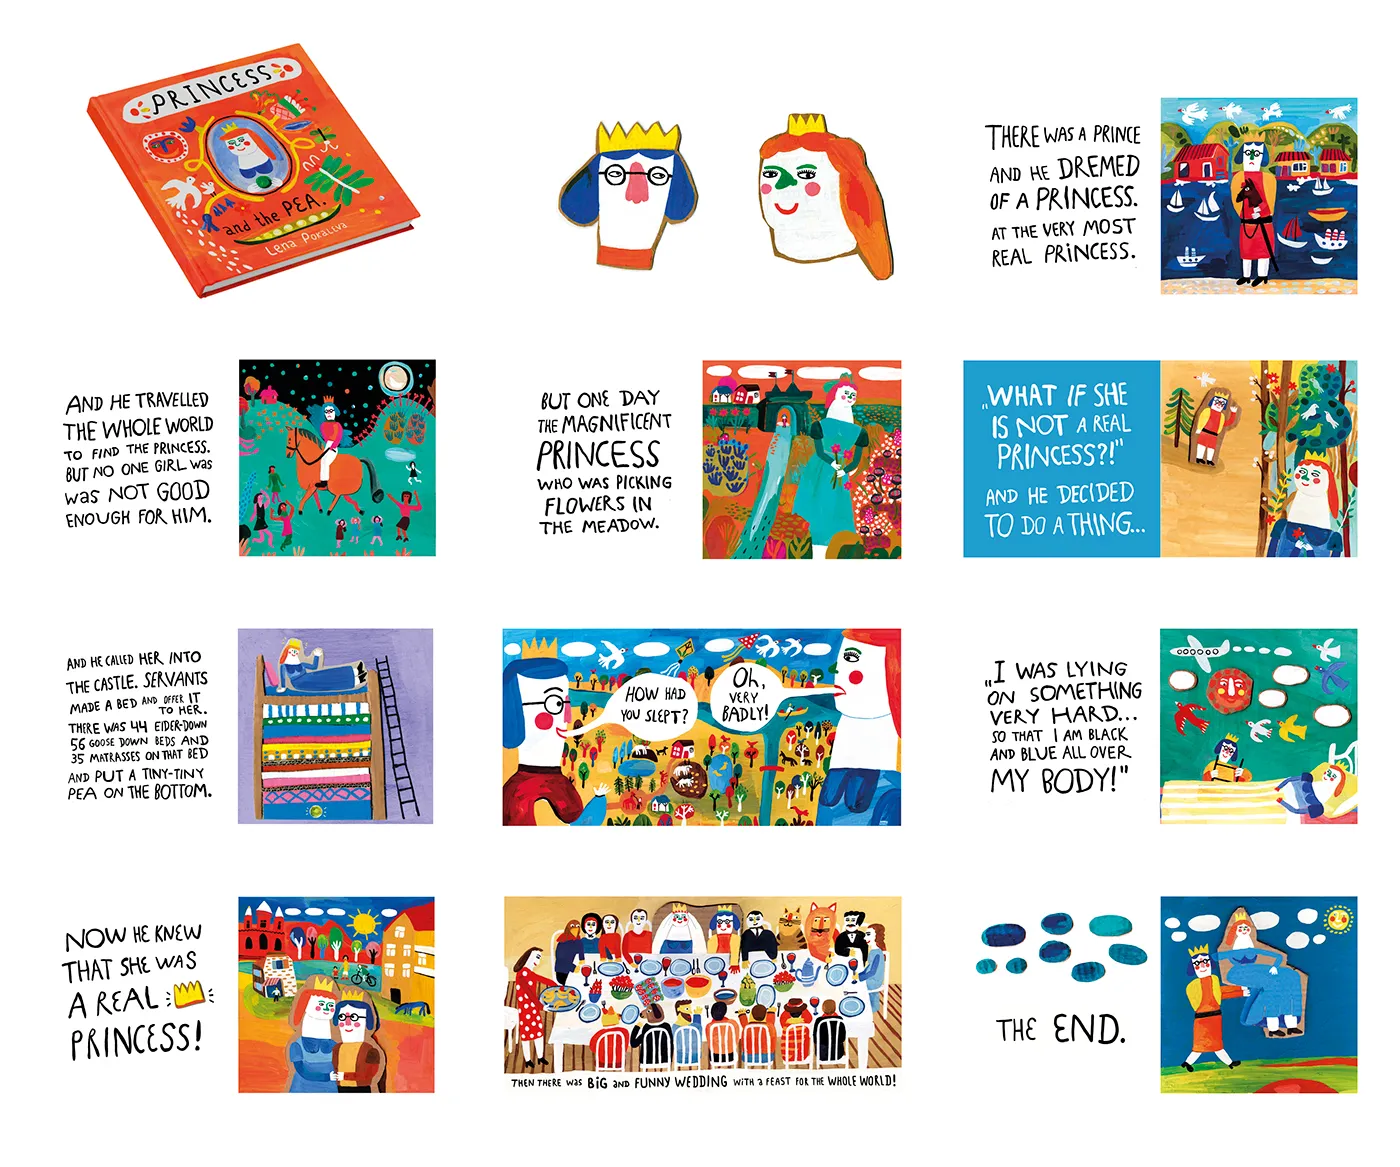 PRINCESS
and the PEA.
Lena Pokaliva
THERE WAS A PRINCE
AND HE DREMED
OF A PRINCESS.
AT THE VERY MOST
REAL PRINCESS.
AND HE TRAVELLED
THE WHOLE WORLD
TO FIND THE PRINCESS.
BUT NO ONE GIRL WAS
WAS NOT GOOD
ENOUGH FOR HIM.
BUT ONE DAY
THE MAGNIFICENT
PRINCESS
WHO WAS PICKING
FLOWERS IN
THE MEADOW.
„WHAT IF SHE
IS NOT A REAL
PRINCESS?!"
AND HE DECIDED
TO DO A THING...
AND HE CALLED HER INTO
THE CASTLE. SERVANTS
MADE A BED AND OFFER IT
TO HER.
THERE WAS 44 EIDER-DOWN
56 GOOSE DOWN BEDS AND
35 MATRASSES ON THAT BED
AND PUT A TINY-TINY
PEA ON THE BOTTOM.
HOW HAD
YOU SLEPT?
Oh,
VERY
BADLY!
„I WAS LYING
ON SOMETHING
VERY HARD...
SO THAT I AM BLACK
AND BLUE ALL OVER
MY BODY!"
NOW HE KNEW
THAT SHE WAS
A REAL
PRINCESS!
THEN THERE WAS BIG AND FUNNY WEDDING WITH A FEAST FOR THE WHOLE WORLD!
THE END.